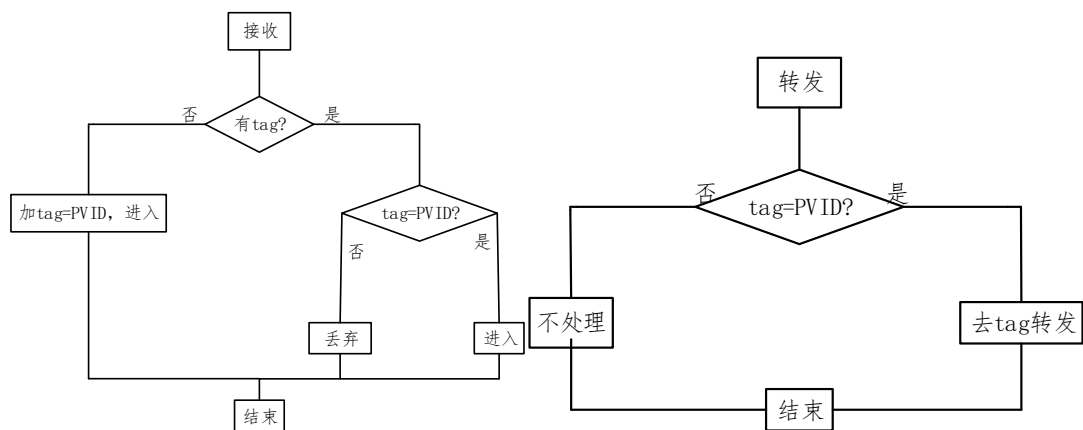 接收
有tag?
否
是
加tag=PVID，进入
tag=PVID?
否
是
丢弃
进入
结束
转发
tag=PVID?
否
是
不处理
去tag转发
结束